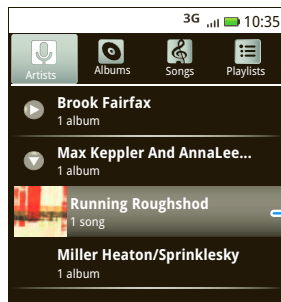 3G 10:35
Artists Albums Songs Playlists
Brook Fairfax
1 album
Max Keppler And AnnaLee...
1 album
Running Roughshod
1 song
Miller Heaton/Sprinklesky
1 album